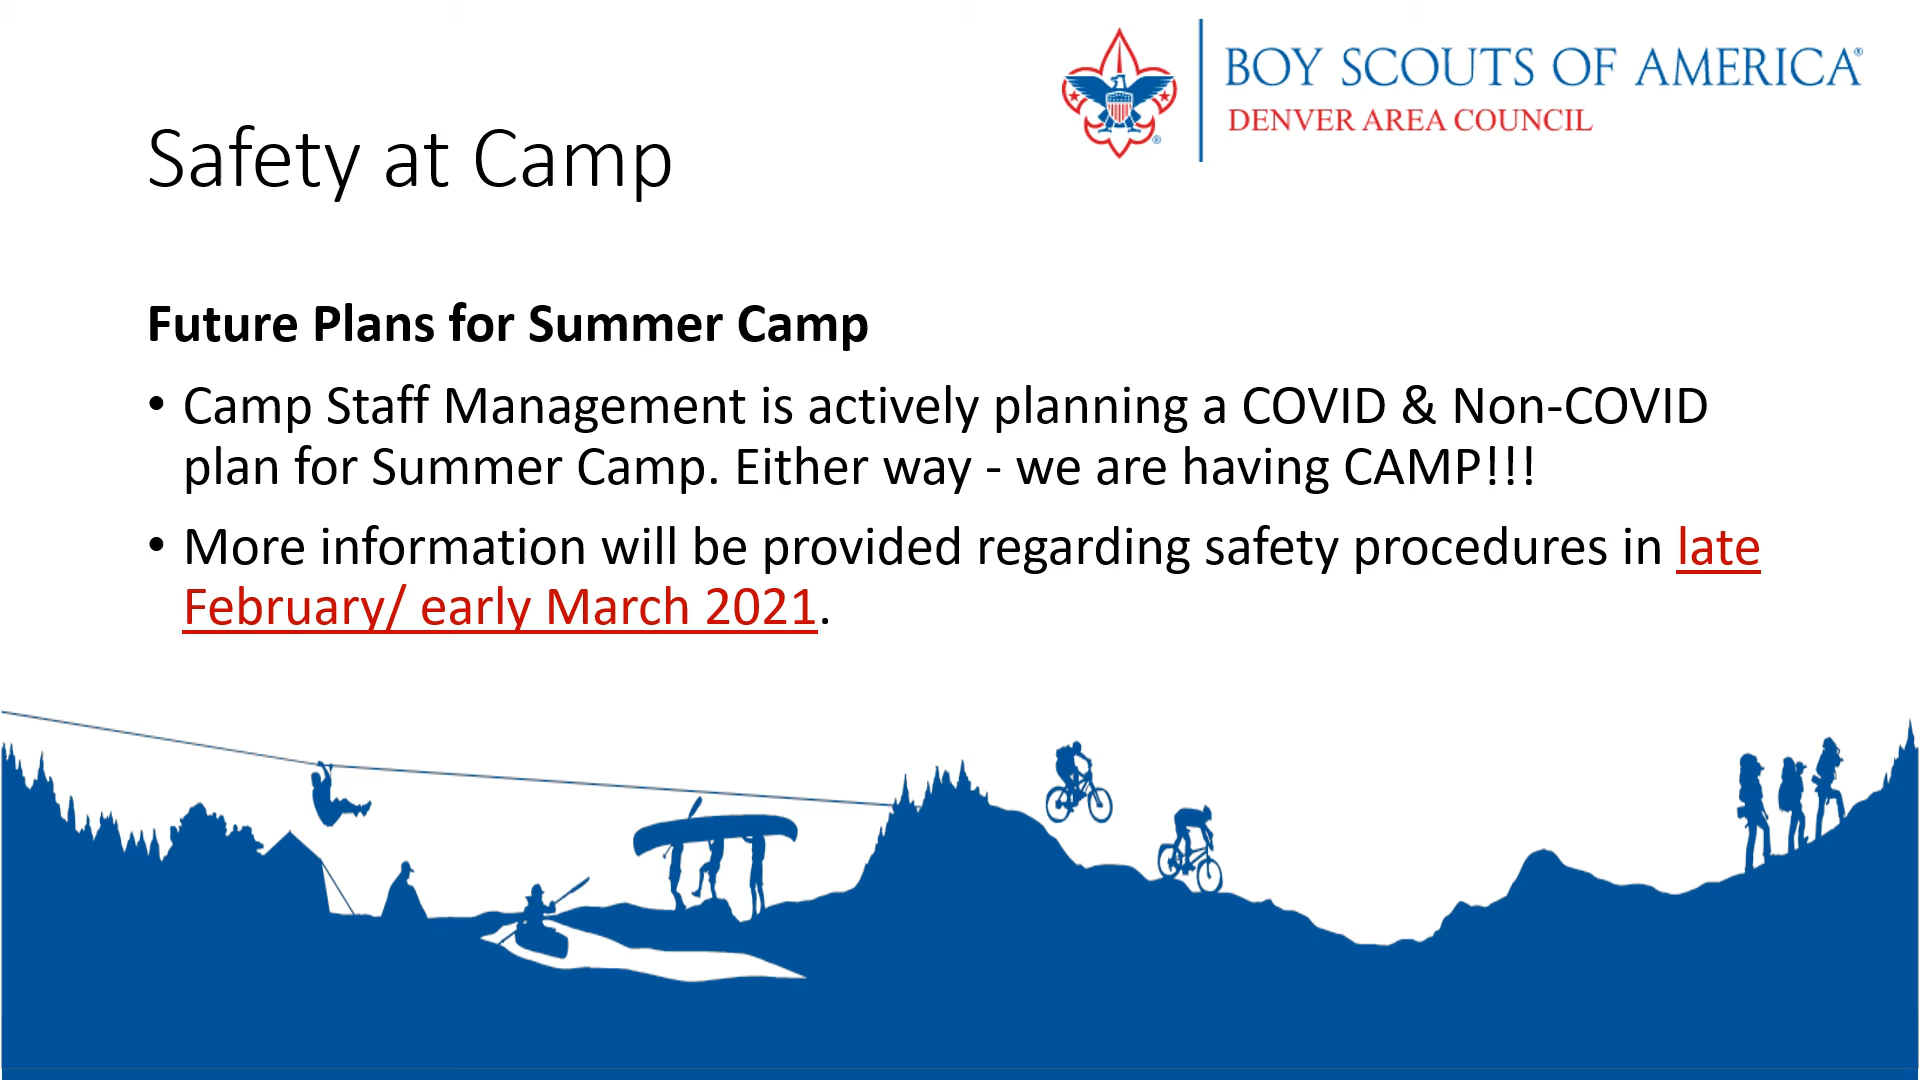 BOY SCOUTS OF AMERICA®
DENVER AREA COUNCIL
®
Safety at Camp
Future Plans for Summer Camp
• Camp Staff Management is actively planning a COVID & Non-COVID
plan for Summer Camp. Either way - we are having CAMP!!!
• More information will be provided regarding safety procedures in late
February/ early March 2021.